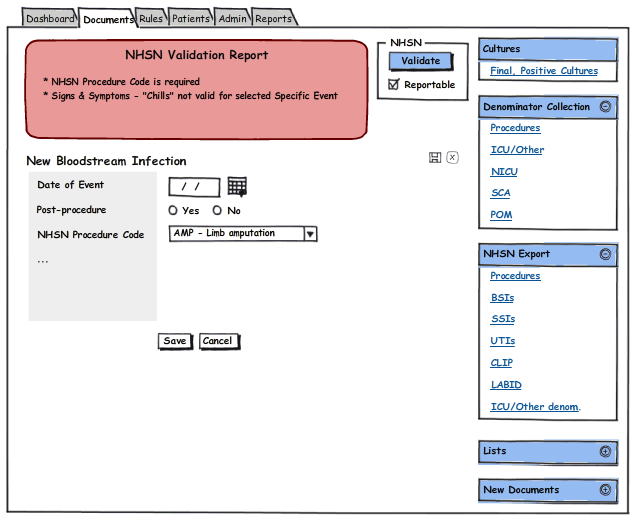 Dashboard Documents Rules Patients Admin Reports
NHSN Validation Report
* NHSN Procedure Code is required
* Signs & Symptoms - "Chills" not valid for selected Specific Event
NHSN
Validate
Reportable
New Bloodstream Infection
Date of Event / /
Post-procedure Yes No
NHSN Procedure Code AMP - Limb amputation
...
Save Cancel
Cultures
Final, Positive Cultures
Denominator Collection
Procedures
ICU/Other
NICU
SCA
POM
NHSN Export
Procedures
BSIs
SSIs
UTIs
CLIP
LABID
ICU/Other denom.
Lists
New Documents